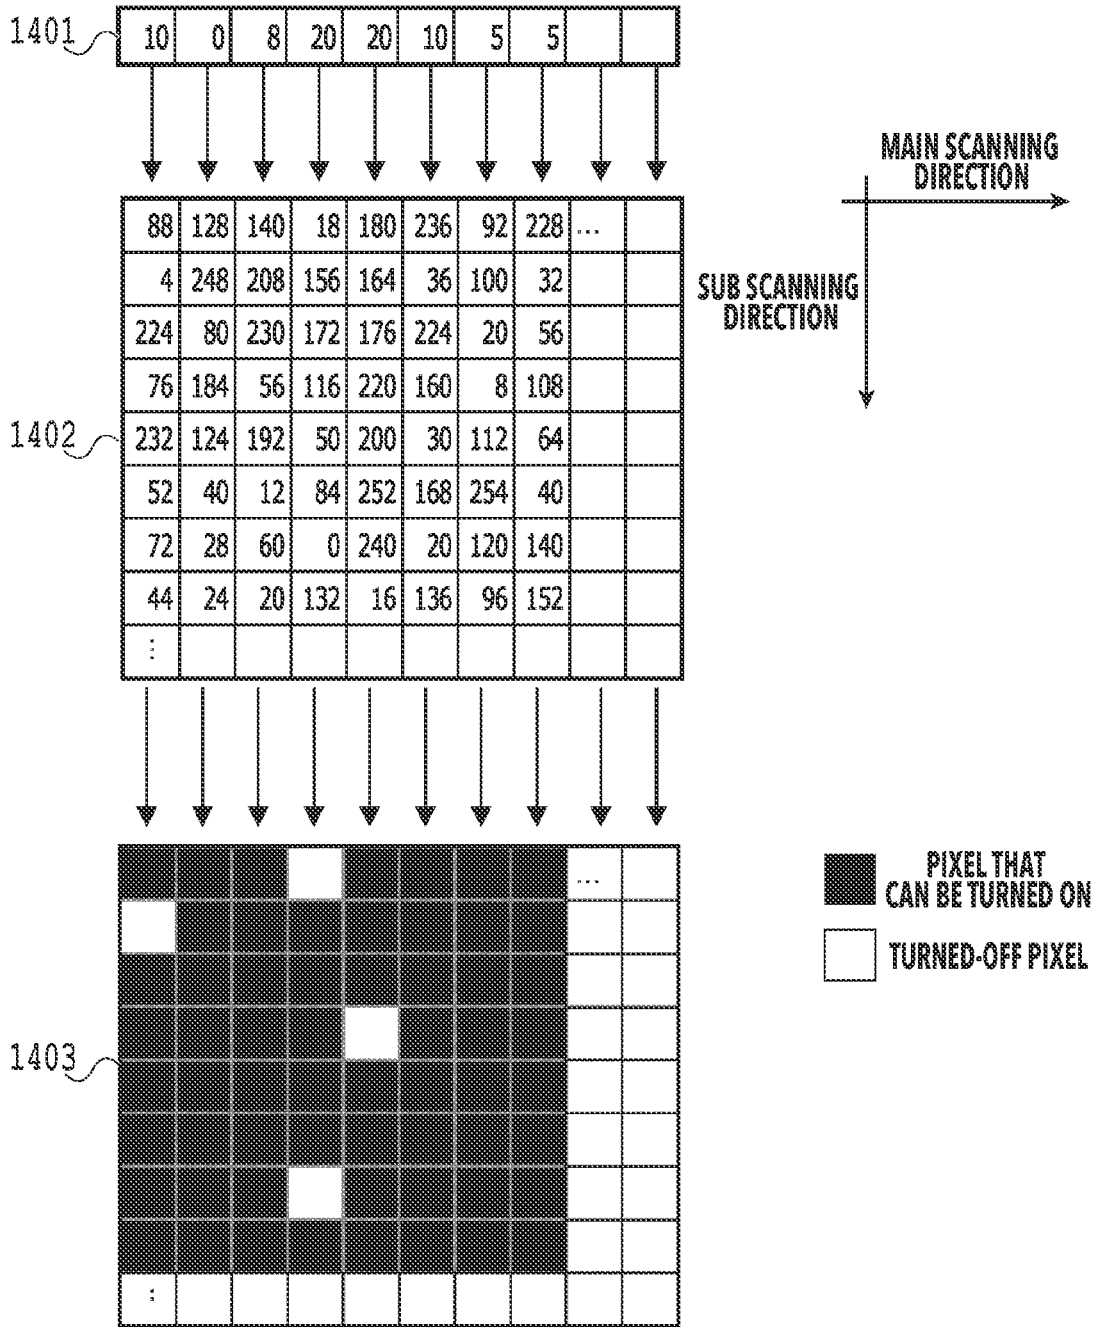 1401 10 0 8 20 20 10 5 5
MAIN SCANNING
DIRECTION
SUB SCANNING
DIRECTION
88 128 140 18 180 236 92 228 ...
4 248 208 156 164 36 100 32
224 80 230 172 176 224 20 56
76 184 56 116 220 160 8 108
1402 232 124 192 50 200 30 112 64
52 40 12 84 252 168 254 40
72 28 60 0 240 20 120 140
44 24 20 132 16 136 96 152
⋮
...
PIXEL THAT
CAN BE TURNED ON
TURNED-OFF PIXEL
1403
⋮